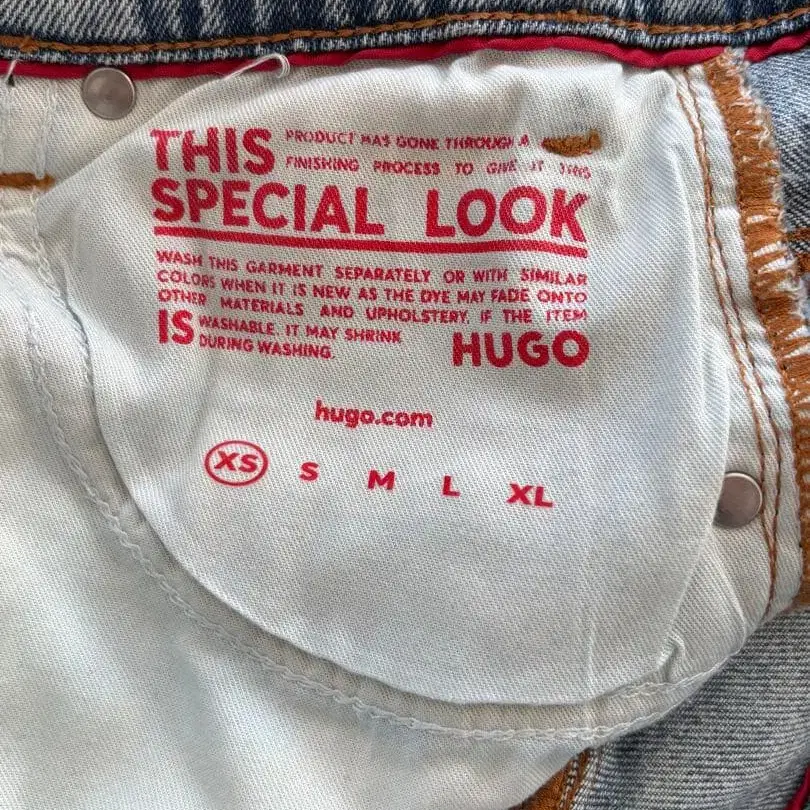 THIS PRODUCT HAS GONE THROUGH A
FINISHING PROCESS TO GIVE IT THIS
SPECIAL LOOK
WASH THIS GARMENT SEPARATELY OR WITH SIMILAR
COLORS WHEN IT IS NEW AS THE DYE MAY FADE ONTO
OTHER MATERIALS AND UPHOLSTERY. IF THE ITEM
IS WASHABLE, IT MAY SHRINK
DURING WASHING.
HUGO
hugo.com
XS S M L XL